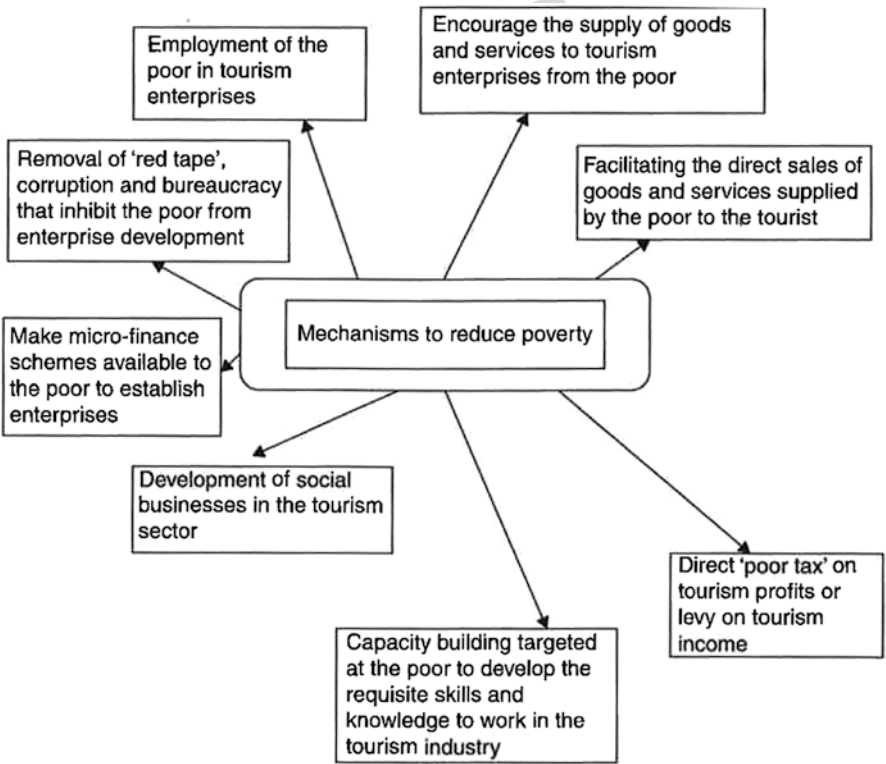 Employment of the
poor in tourism
enterprises
Encourage the supply of goods
and services to tourism
enterprises from the poor
Removal of 'red tape',
corruption and bureaucracy
that inhibit the poor from
enterprise development
Facilitating the direct sales of
goods and services supplied
by the poor to the tourist
Mechanisms to reduce poverty
Make micro-finance
schemes available to
the poor to establish
enterprises
Development of social
businesses in the tourism
sector
Direct 'poor tax' on
tourism profits or
levy on tourism
income
Capacity building targeted
at the poor to develop the
requisite skills and
knowledge to work in the
tourism industry